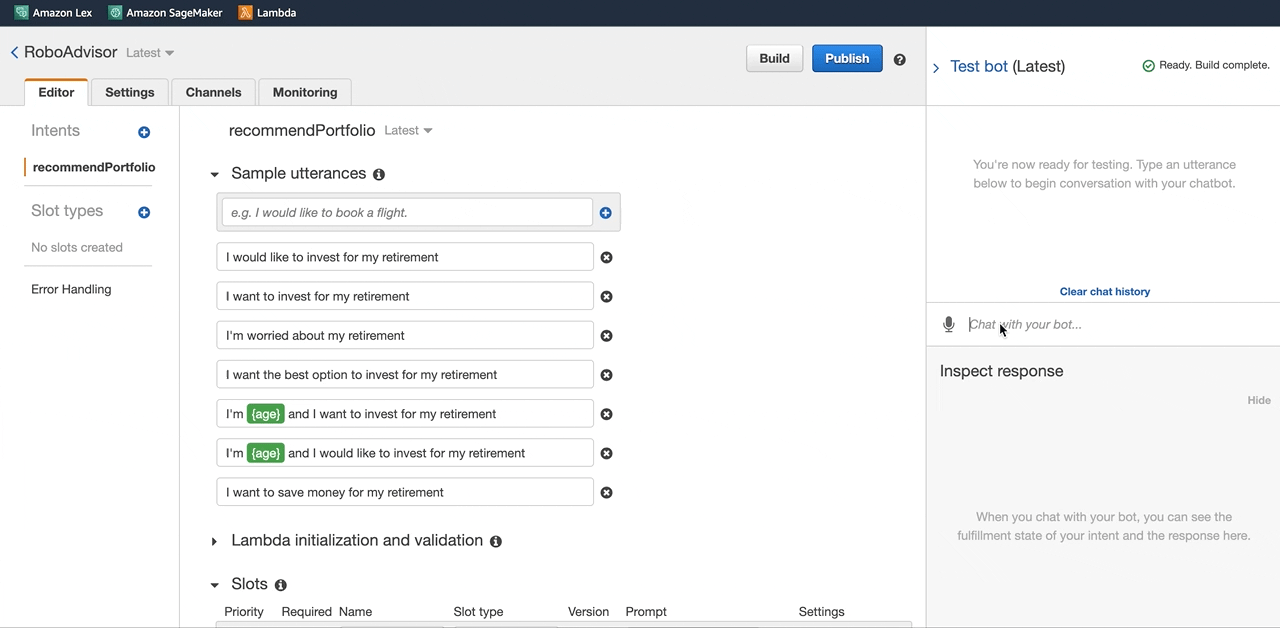 Amazon Lex Amazon SageMaker Lambda
RoboAdvisor Latest
Build Publish ?
Editor Settings Channels Monitoring
Intents
recommendPortfolio
Slot types
No slots created
Error Handling
recommendPortfolio Latest
Sample utterances
e.g. I would like to book a flight.
I would like to invest for my retirement
I want to invest for my retirement
I'm worried about my retirement
I want the best option to invest for my retirement
I'm {age} and I want to invest for my retirement
I'm {age} and I would like to invest for my retirement
I want to save money for my retirement
Lambda initialization and validation
Slots
Priority Required Name Slot type Version Prompt Settings
Test bot (Latest) Ready. Build complete.
You're now ready for testing. Type an utterance
below to begin conversation with your chatbot.
Clear chat history
Chat with your bot...
Inspect response
Hide
When you chat with your bot, you can see the
fulfillment state of your intent and the response here.